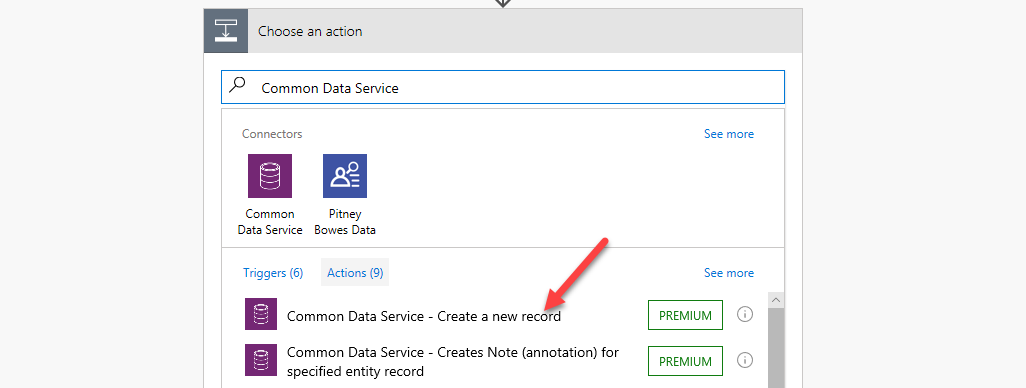 Choose an action
Common Data Service
Connectors
See more
Common
Data Service
Pitney
Bowes Data
Triggers (6)
Actions (9)
See more
Common Data Service - Create a new record
PREMIUM
Common Data Service - Creates Note (annotation) for
specified entity record
PREMIUM